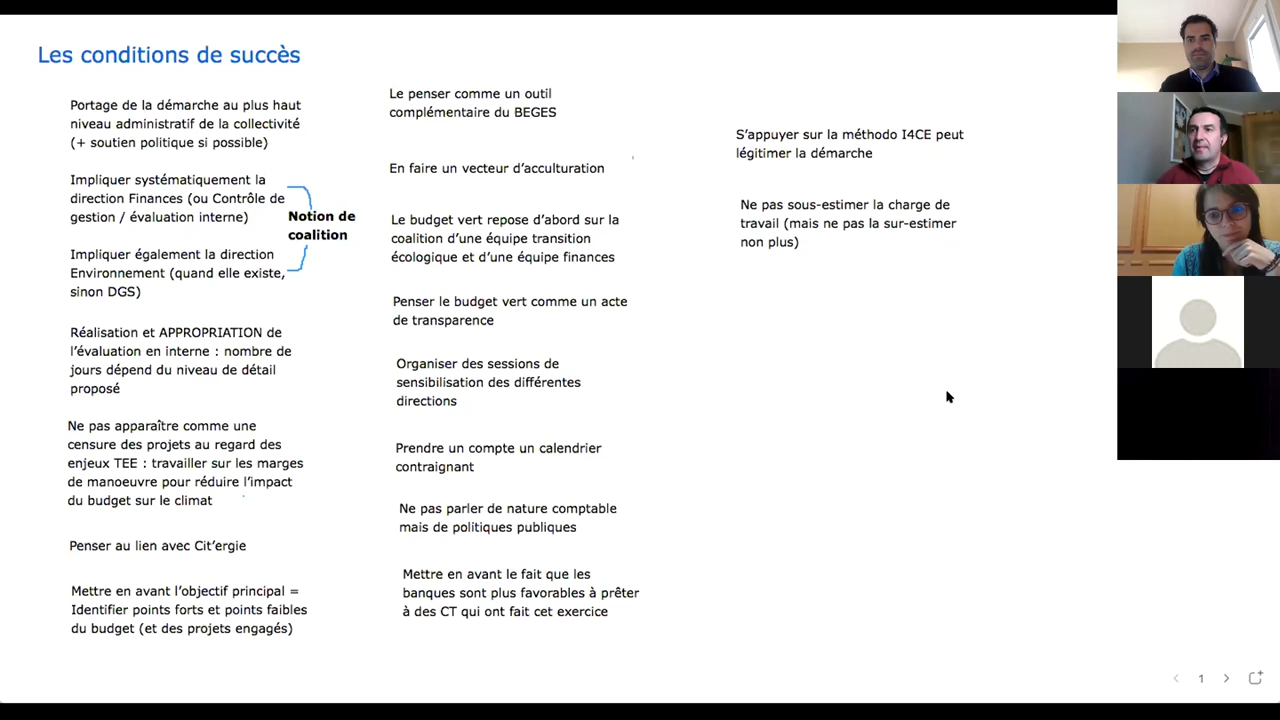 Les conditions de succès
Portage de la démarche au plus haut
niveau administratif de la collectivité
(+ soutien politique si possible)
Impliquer systématiquement la
direction Finances (ou Contrôle de
gestion / évaluation interne)
Notion de
coalition
Impliquer également la direction
Environnement (quand elle existe,
sinon DGS)
Réalisation et APPROPRIATION de
l’évaluation en interne : nombre de
jours dépend du niveau de détail
proposé
Ne pas apparaître comme une
censure des projets au regard des
enjeux TEE : travailler sur les marges
de manoeuvre pour réduire l’impact
du budget sur le climat
Penser au lien avec Cit’ergie
Mettre en avant l’objectif principal =
Identifier points forts et points faibles
du budget (et des projets engagés)
Le penser comme un outil
complémentaire du BEGES
En faire un vecteur d’acculturation
Le budget vert repose d’abord sur la
coalition d’une équipe transition
écologique et d’une équipe finances
Penser le budget vert comme un acte
de transparence
Organiser des sessions de
sensibilisation des différentes
directions
Prendre un compte un calendrier
contraignant
Ne pas parler de nature comptable
mais de politiques publiques
Mettre en avant le fait que les
banques sont plus favorables à prêter
à des CT qui ont fait cet exercice
S’appuyer sur la méthodo I4CE peut
légitimer la démarche
Ne pas sous-estimer la charge de
travail (mais ne pas la sur-estimer
non plus)
1